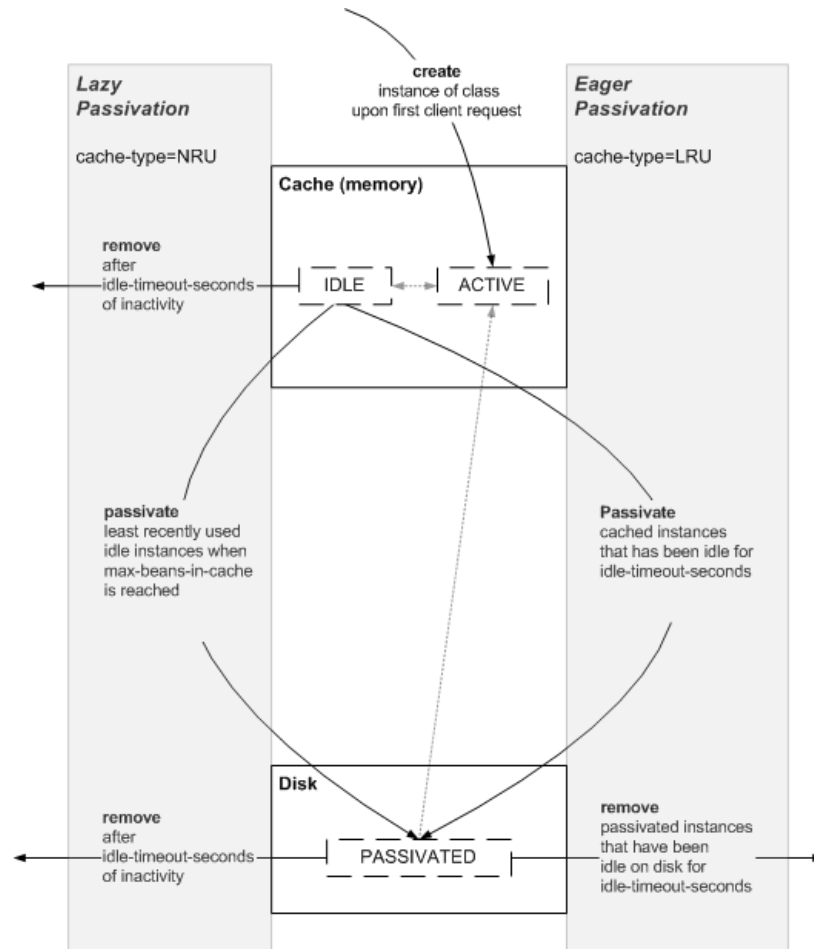 create
instance of class
upon first client request
Lazy
Passivation
cache-type=NRU
Eager
Passivation
cache-type=LRU
Cache (memory)
remove
after
idle-timeout-seconds
of inactivity
IDLE
ACTIVE
passivate
least recently used
idle instances when
max-beans-in-cache
is reached
Passivate
cached instances
that has been idle for
idle-timeout-seconds
Disk
remove
after
idle-timeout-seconds
of inactivity
PASSIVATED
remove
passivated instances
that have been
idle on disk for
idle-timeout-seconds